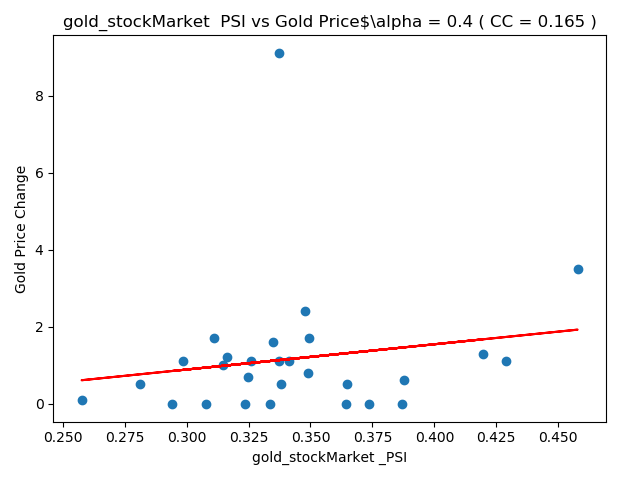 gold_stockMarket  PSI vs Gold Price$\alpha = 0.4 ( CC = 0.165 )
Gold Price Change
8
6
4
2
0
0.250 0.275 0.300 0.325 0.350 0.375 0.400 0.425 0.450
gold_stockMarket _PSI